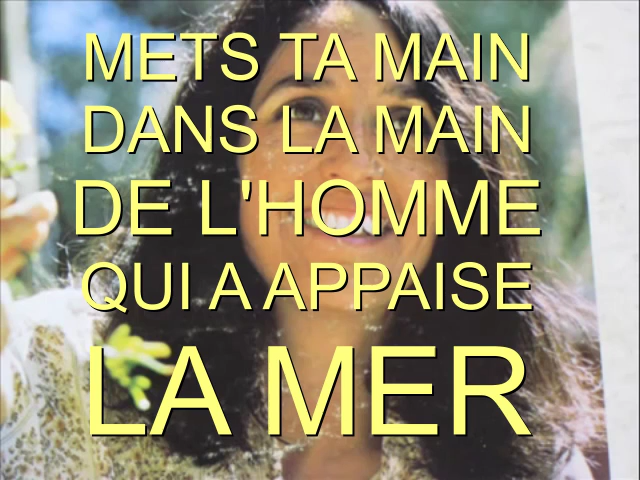 METS TA MAIN
DANS LA MAIN
DE L'HOMME
QUI A APPAISE
LA MER